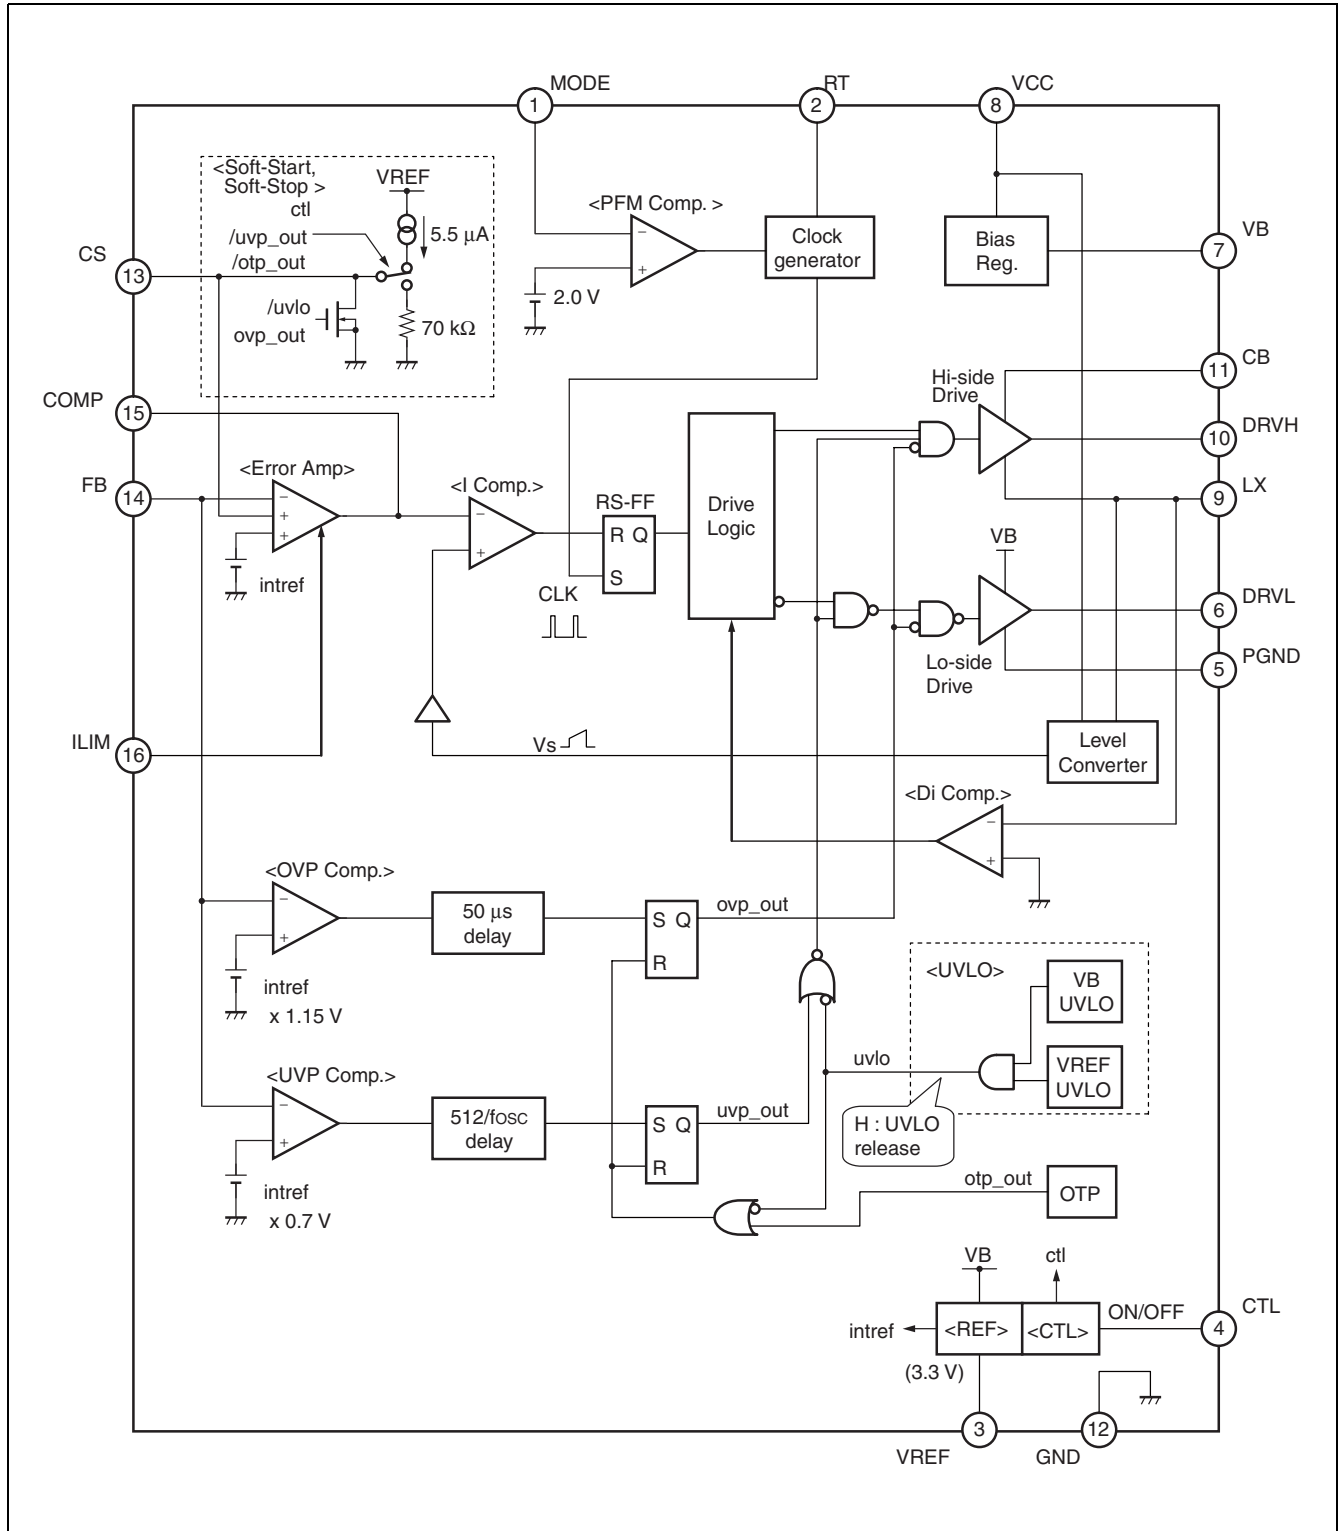 MODE
1
RT
2
VCC
8
<Soft-Start,
Soft-Stop >
ctl
/uvp_out
/otp_out
VREF
5.5 μA
/uvlo
ovp_out
70 kΩ
CS
13
<PFM Comp. >
−
+
2.0 V
Clock
generator
Bias
Reg.
VB
7
COMP
15
FB
14
<Error Amp>
−
+
+
intref
<I Comp.>
−
+
RS-FF
R Q
S
CLK
Drive
Logic
Hi-side
Drive
CB
11
DRVH
10
LX
9
VB
DRVL
6
Lo-side
Drive
PGND
5
ILIM
16
Vs
Level
Converter
<Di Comp.>
−
+
<OVP Comp.>
−
+
intref
x 1.15 V
50 μs
delay
S Q
R
ovp_out
<UVLO>
VB
UVLO
VREF
UVLO
uvlo
H : UVLO
release
<UVP Comp.>
−
+
intref
x 0.7 V
512/fOSC
delay
S Q
R
uvp_out
otp_out
OTP
VB
ctl
intref
<REF>
<CTL>
ON/OFF
CTL
4
(3.3 V)
3
VREF
12
GND